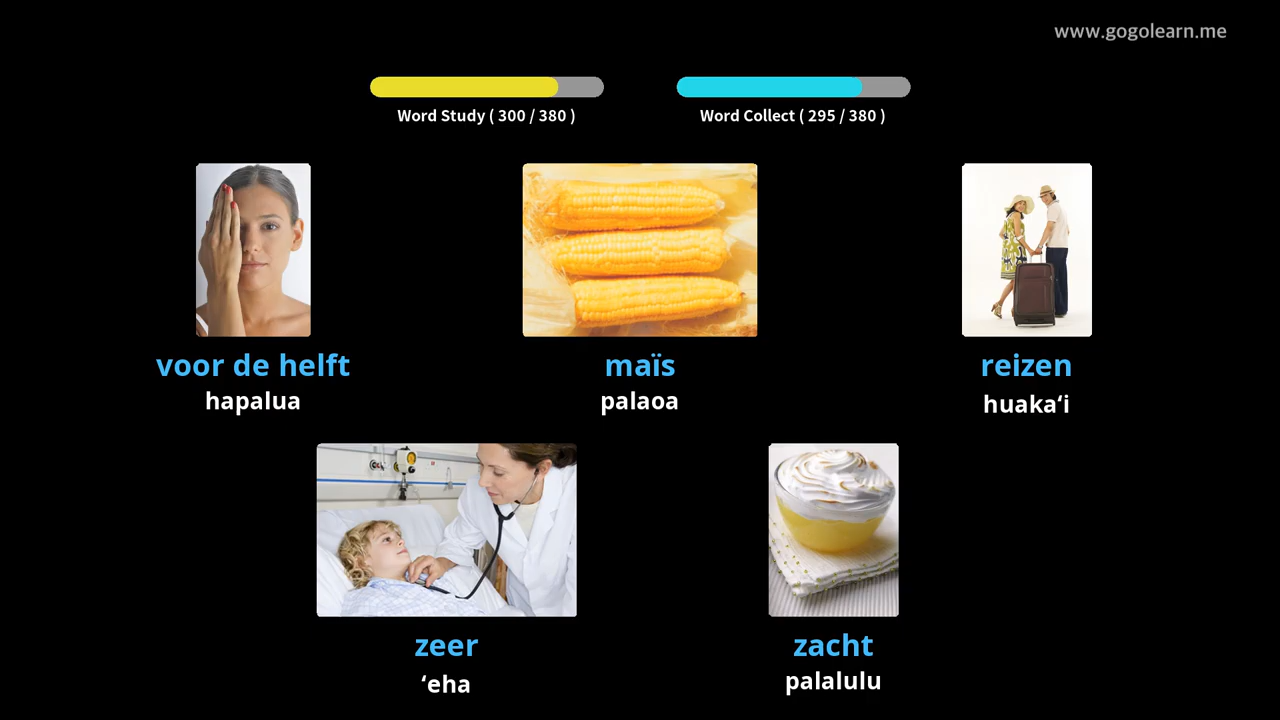 www.gogolearn.me
Word Study ( 300 / 380 )
Word Collect ( 295 / 380 )
voor de helft
hapalua
maïs
palaoa
reizen
huakaʻi
zeer
ʻeha
zacht
palalulu